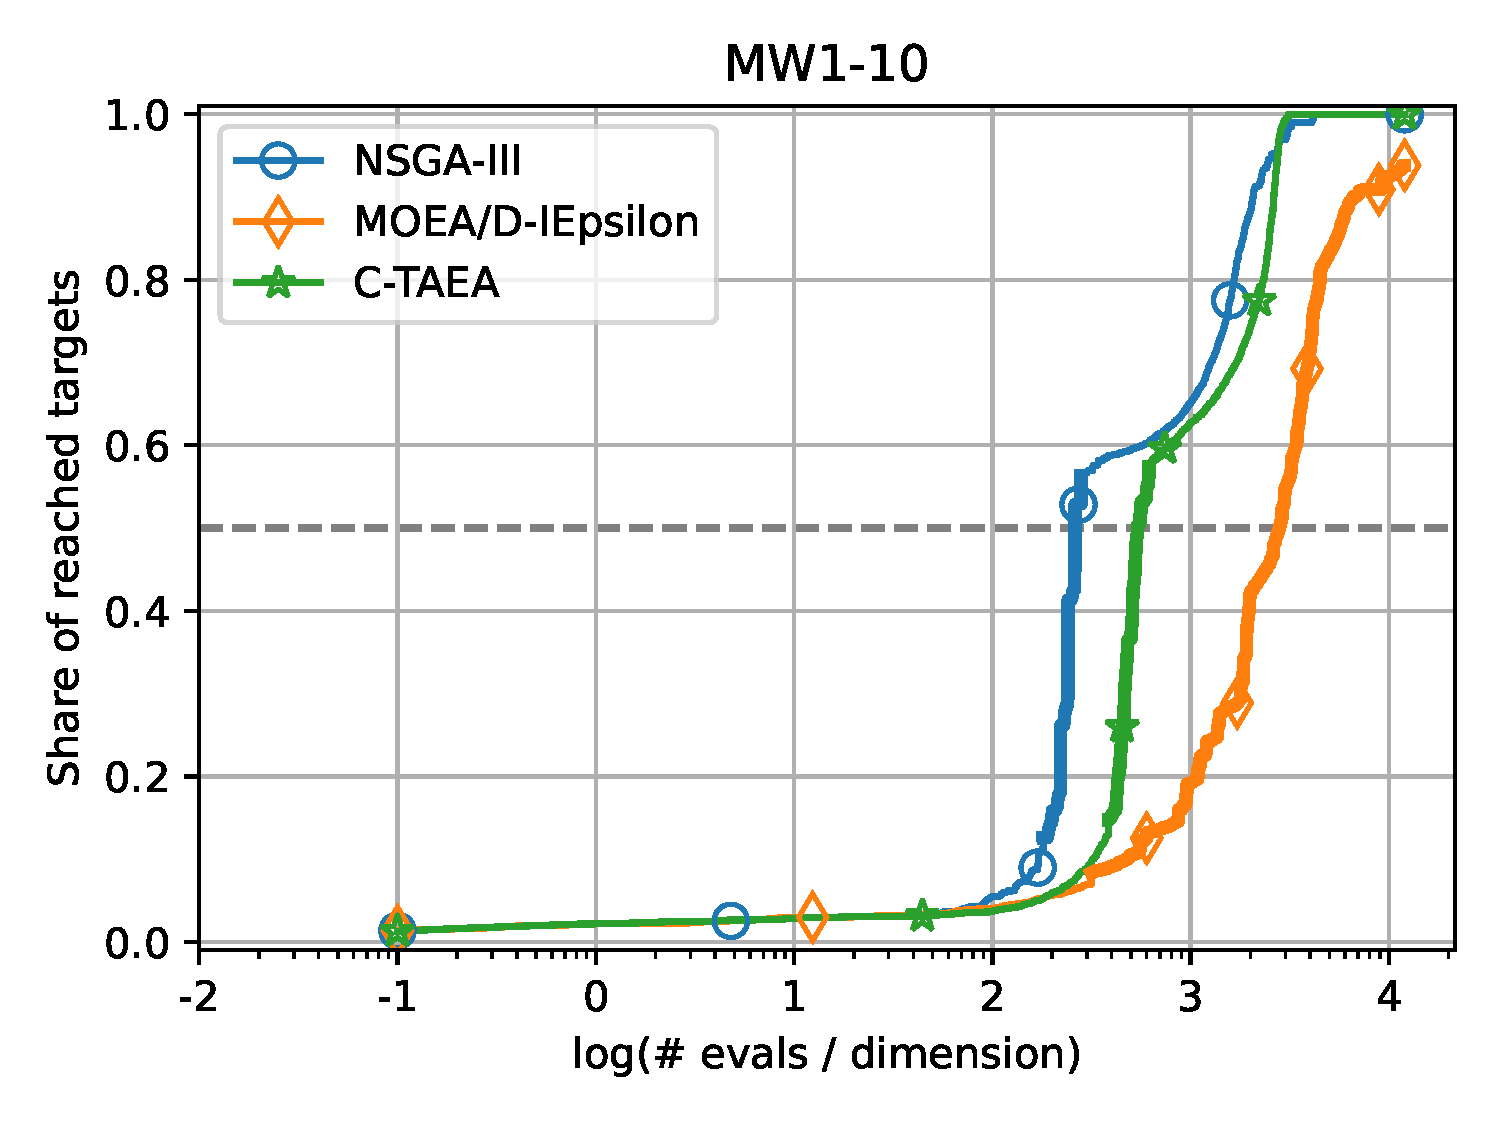 MW1-10
1.0
0.8
0.6
0.4
0.2
0.0
Share of reached targets
NSGA-III
MOEA/D-IEpsilon
C-TAEA
-2 -1 0 1 2 3 4
log(# evals / dimension)